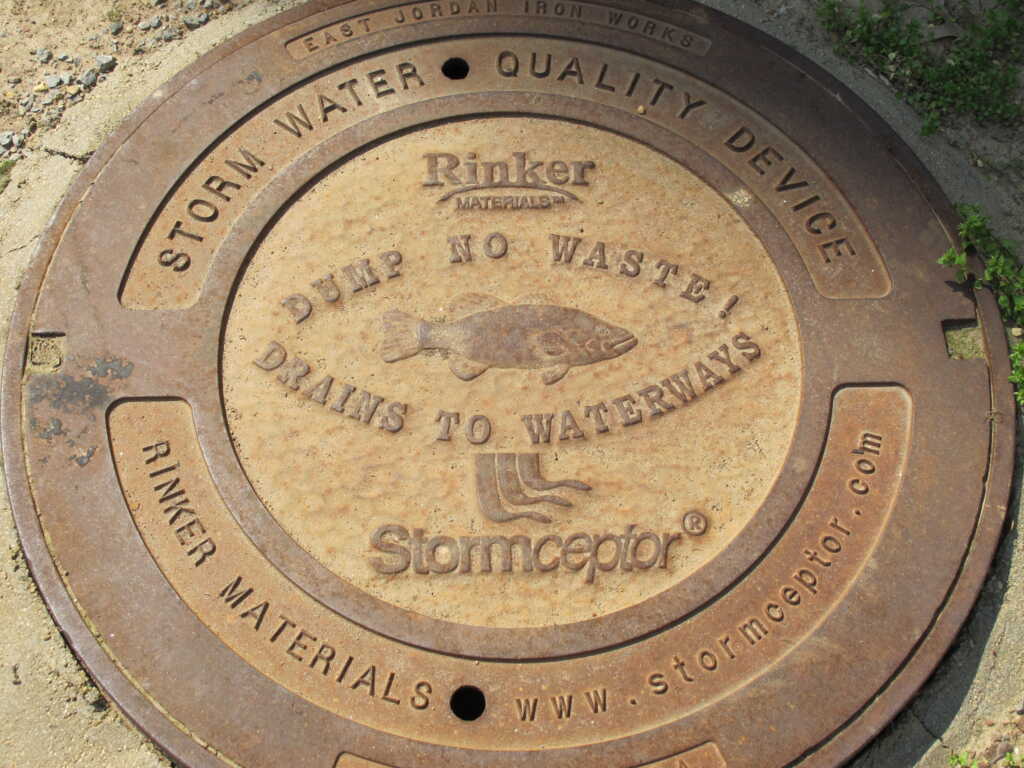 EAST JORDAN IRON WORKS
STORM WATER QUALITY DEVICE
Rinker
MATERIALS™
DUMP NO WASTE!
DRAINS TO WATERWAYS
Stormceptor®
RINKER MATERIALS www.stormceptor.com